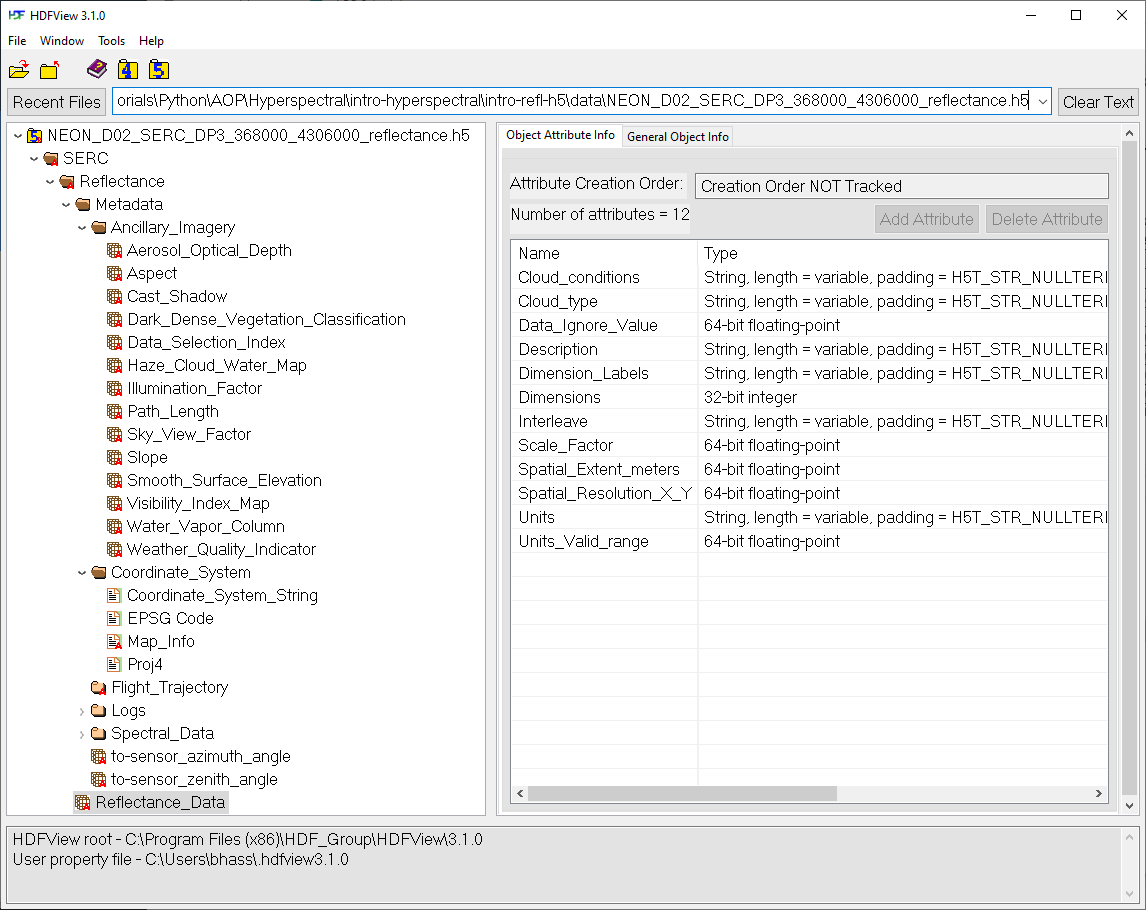 HDFView 3.1.0
File Window Tools Help
4 5
Recent Files orials\Python\AOP\Hyperspectral\intro-hyperspectral\intro-refl-h5\data\NEON_D02_SERC_DP3_368000_4306000_reflectance.h5 Clear Text
NEON_D02_SERC_DP3_368000_4306000_reflectance.h5
SERC
Reflectance
Metadata
Ancillary_Imagery
Aerosol_Optical_Depth
Aspect
Cast_Shadow
Dark_Dense_Vegetation_Classification
Data_Selection_Index
Haze_Cloud_Water_Map
Illumination_Factor
Path_Length
Sky_View_Factor
Slope
Smooth_Surface_Elevation
Visibility_Index_Map
Water_Vapor_Column
Weather_Quality_Indicator
Coordinate_System
Coordinate_System_String
EPSG Code
Map_Info
Proj4
Flight_Trajectory
Logs
Spectral_Data
to-sensor_azimuth_angle
to-sensor_zenith_angle
Reflectance_Data
Object Attribute Info General Object Info
Attribute Creation Order: Creation Order NOT Tracked
Number of attributes = 12 Add Attribute Delete Attribute
Name Type
Cloud_conditions String, length = variable, padding = H5T_STR_NULLTERI
Cloud_type String, length = variable, padding = H5T_STR_NULLTERI
Data_Ignore_Value 64-bit floating-point
Description String, length = variable, padding = H5T_STR_NULLTERI
Dimension_Labels String, length = variable, padding = H5T_STR_NULLTERI
Dimensions 32-bit integer
Interleave String, length = variable, padding = H5T_STR_NULLTERI
Scale_Factor 64-bit floating-point
Spatial_Extent_meters 64-bit floating-point
Spatial_Resolution_X_Y 64-bit floating-point
Units String, length = variable, padding = H5T_STR_NULLTERI
Units_Valid_range 64-bit floating-point
HDFView root - C:\Program Files (x86)\HDF_Group\HDFView\3.1.0
User property file - C:\Users\bhass\.hdfview3.1.0